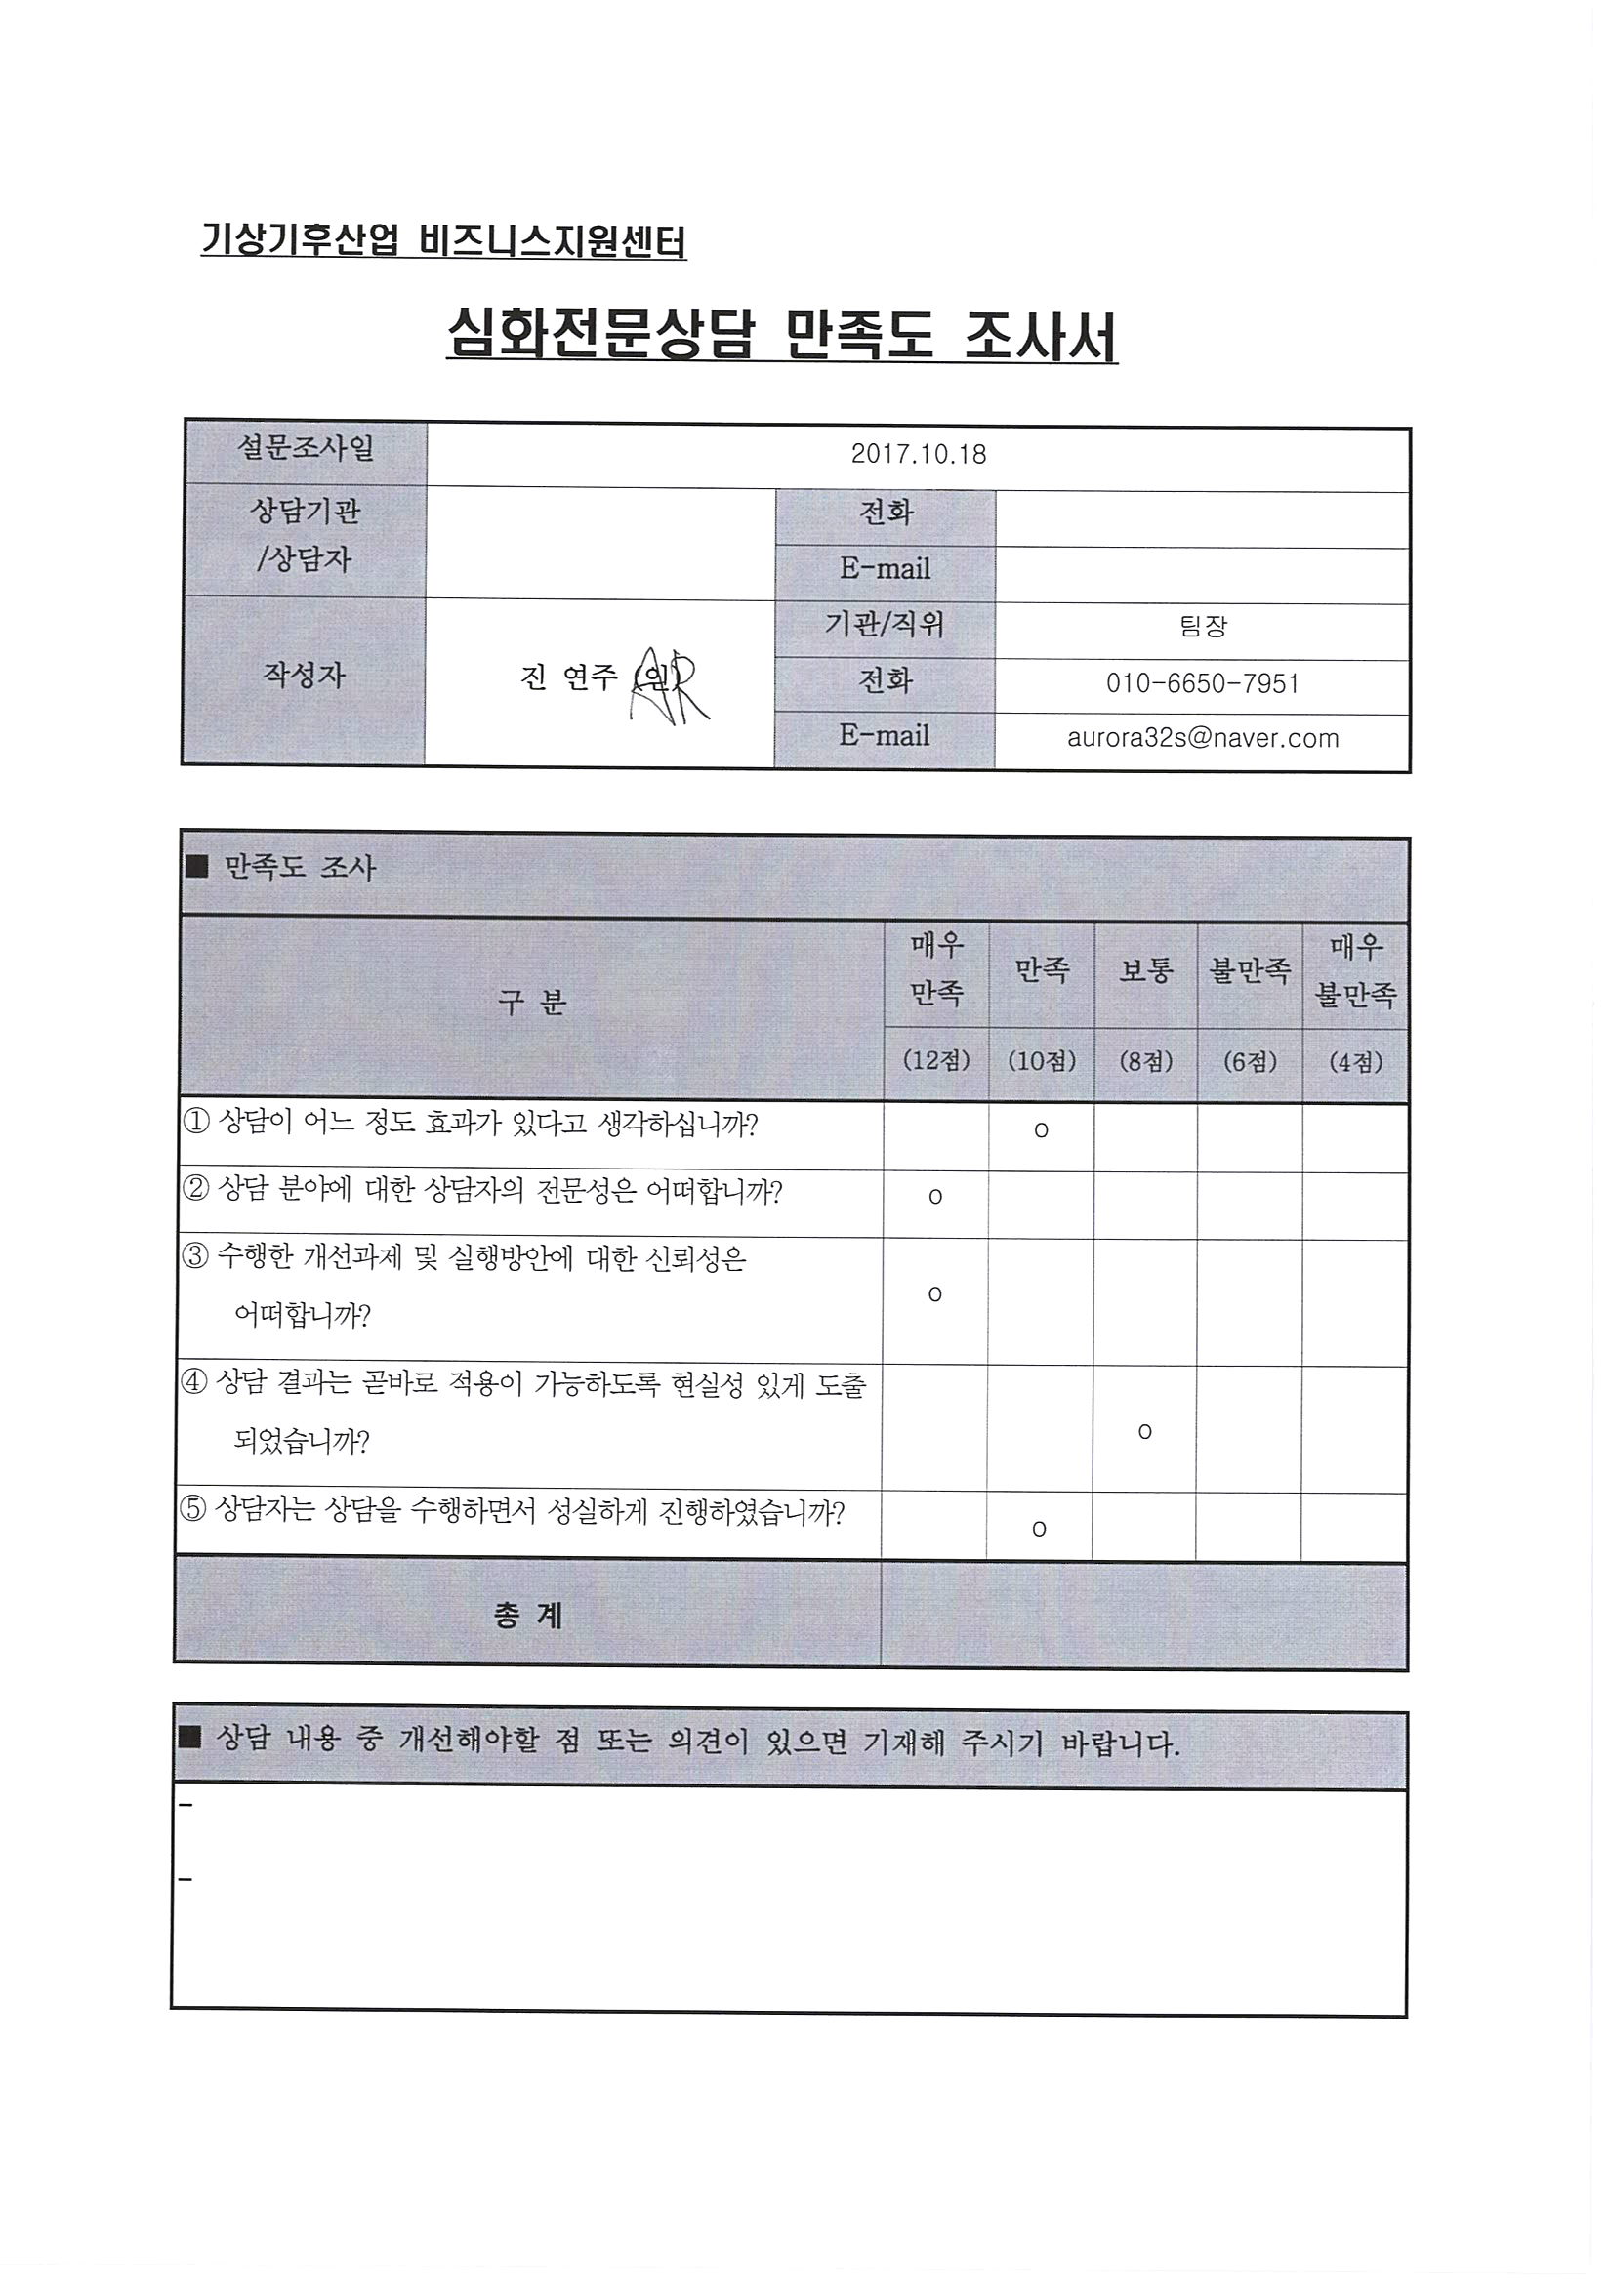 기상기후산업 비즈니스지원센터
심화전문상담 만족도 조사서
설문조사일 2017.10.18
상담기관
/상담자
전화
E-mail
작성자
진 연주 (인)
기관/직위 팀장
전화 010-6650-7951
E-mail aurora32s@naver.com
■ 만족도 조사
구 분
매우
만족
만족
보통
불만족
매우
불만족
(12점) (10점) (8점) (6점) (4점)
① 상담이 어느 정도 효과가 있다고 생각하십니까? o
② 상담 분야에 대한 상담자의 전문성은 어떠합니까? o
③ 수행한 개선과제 및 실행방안에 대한 신뢰성은
어떠합니까? o
④ 상담 결과는 곧바로 적용이 가능하도록 현실성 있게 도출
되었습니까? o
⑤ 상담자는 상담을 수행하면서 성실하게 진행하였습니까? o
총 계
■ 상담 내용 중 개선해야할 점 또는 의견이 있으면 기재해 주시기 바랍니다.
-
-